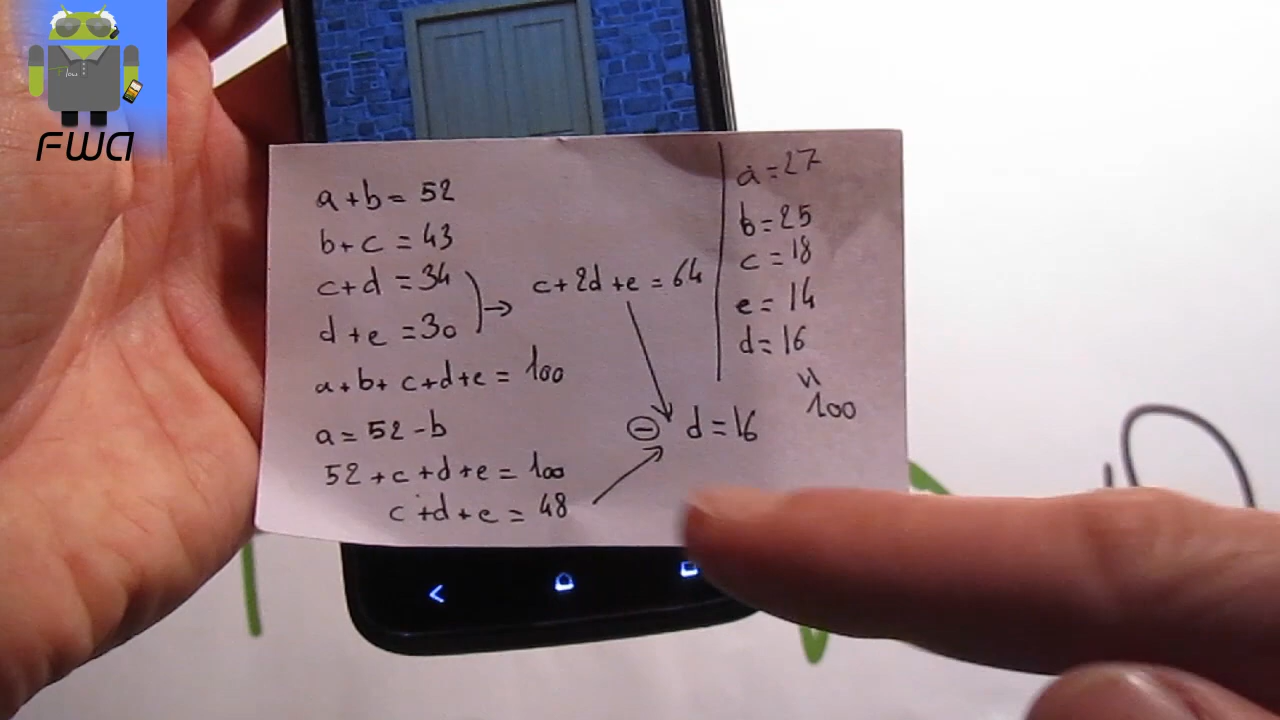 Flow
FWA
a+b= 52
b+c = 43
c+d = 34
d+e = 30
→ c+2d+e = 64
a+b+c+d+e = 100
a = 52 - b
52 + c + d + e = 100
c + d + e = 48
⊖ d = 16
a = 27
b = 25
c = 18
e = 14
d = 16
100